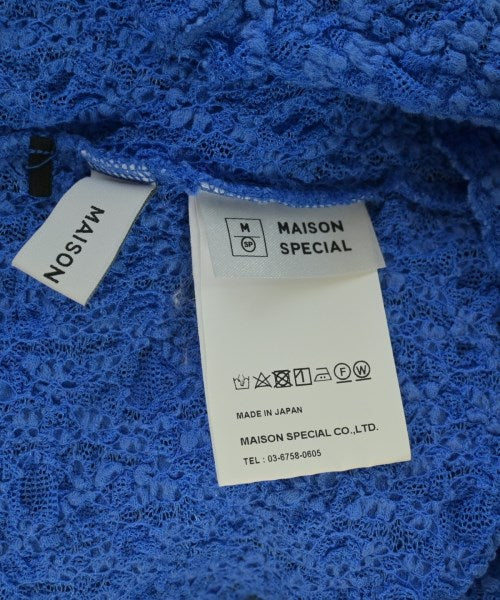 MAISON
M
SP
MAISON
SPECIAL
F W
MADE IN JAPAN
MAISON SPECIAL CO.,LTD.
TEL : 03-6758-0605